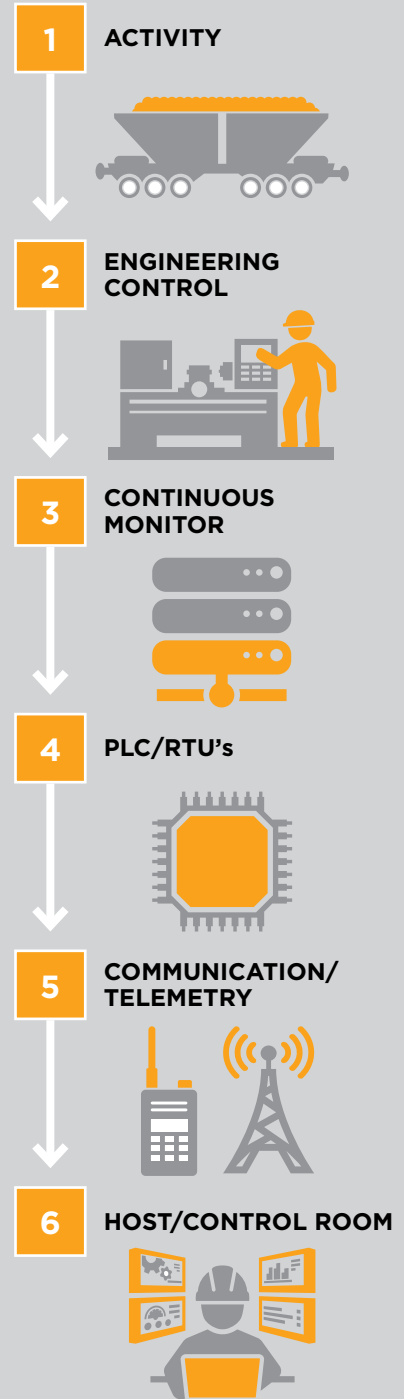 1
ACTIVITY
2
ENGINEERING
CONTROL
3
CONTINUOUS
MONITOR
4
PLC/RTU's
5
COMMUNICATION/
TELEMETRY
6
HOST/CONTROL ROOM